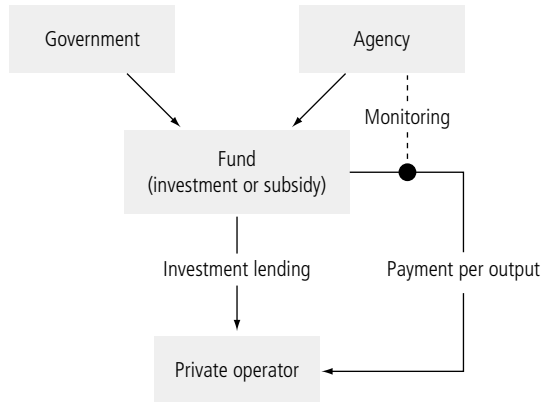 Government
Agency
Monitoring
Fund
(investment or subsidy)
Investment lending
Payment per output
Private operator